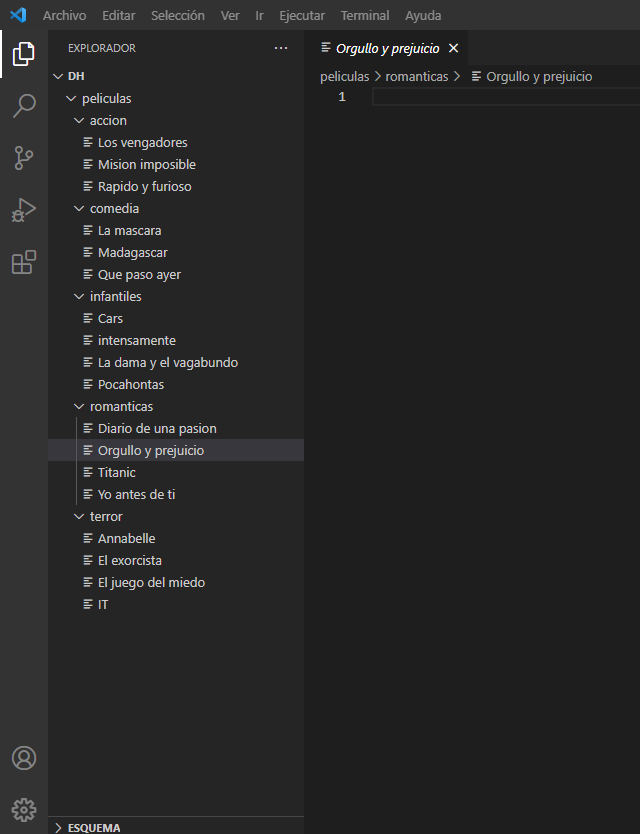 Archivo Editar Selección Ver Ir Ejecutar Terminal Ayuda
EXPLORADOR ...
DH
peliculas
accion
Los vengadores
Mision imposible
Rapido y furioso
comedia
La mascara
Madagascar
Que paso ayer
infantiles
Cars
intensamente
La dama y el vagabundo
Pocahontas
romanticas
Diario de una pasion
Orgullo y prejuicio
Titanic
Yo antes de ti
terror
Annabelle
El exorcista
El juego del miedo
IT
ESQUEMA
Orgullo y prejuicio
peliculas > romanticas > Orgullo y prejuicio
1